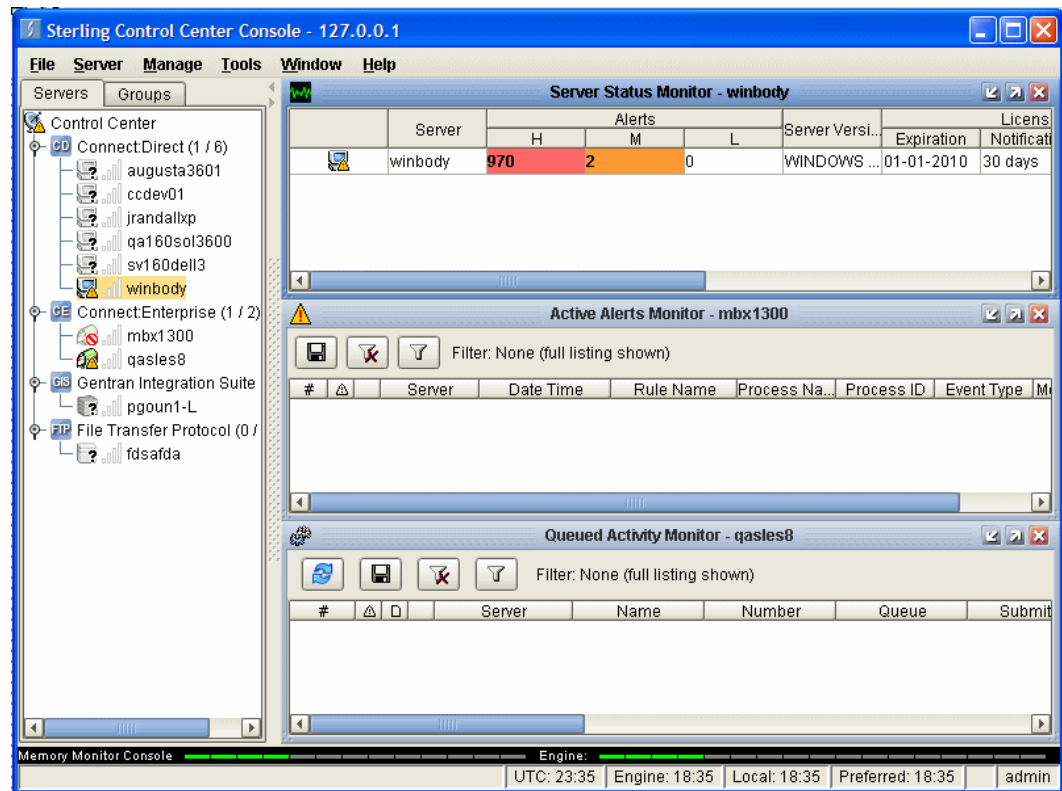 Sterling Control Center Console - 127.0.0.1
File Server Manage Tools Window Help
Servers Groups
Control Center
CD Connect:Direct (1 / 6)
augusta3601
ccdev01
jrandallxp
qa160sol3600
sv160dell3
winbody
CE Connect:Enterprise (1 / 2)
mbx1300
qasles8
GIS Gentran Integration Suite
pgoun1-L
FTP File Transfer Protocol (0 /
fdsafda
Server Status Monitor - winbody
Server Alerts Server Versi... Licens
H M L Expiration Notificati
winbody 970 2 0 WINDOWS ... 01-01-2010 30 days
Active Alerts Monitor - mbx1300
Filter: None (full listing shown)
# Server Date Time Rule Name Process Na... Process ID Event Type Me
Queued Activity Monitor - qasles8
Filter: None (full listing shown)
# D Server Name Number Queue Submit
Memory Monitor Console Engine:
UTC: 23:35 Engine: 18:35 Local: 18:35 Preferred: 18:35 admin